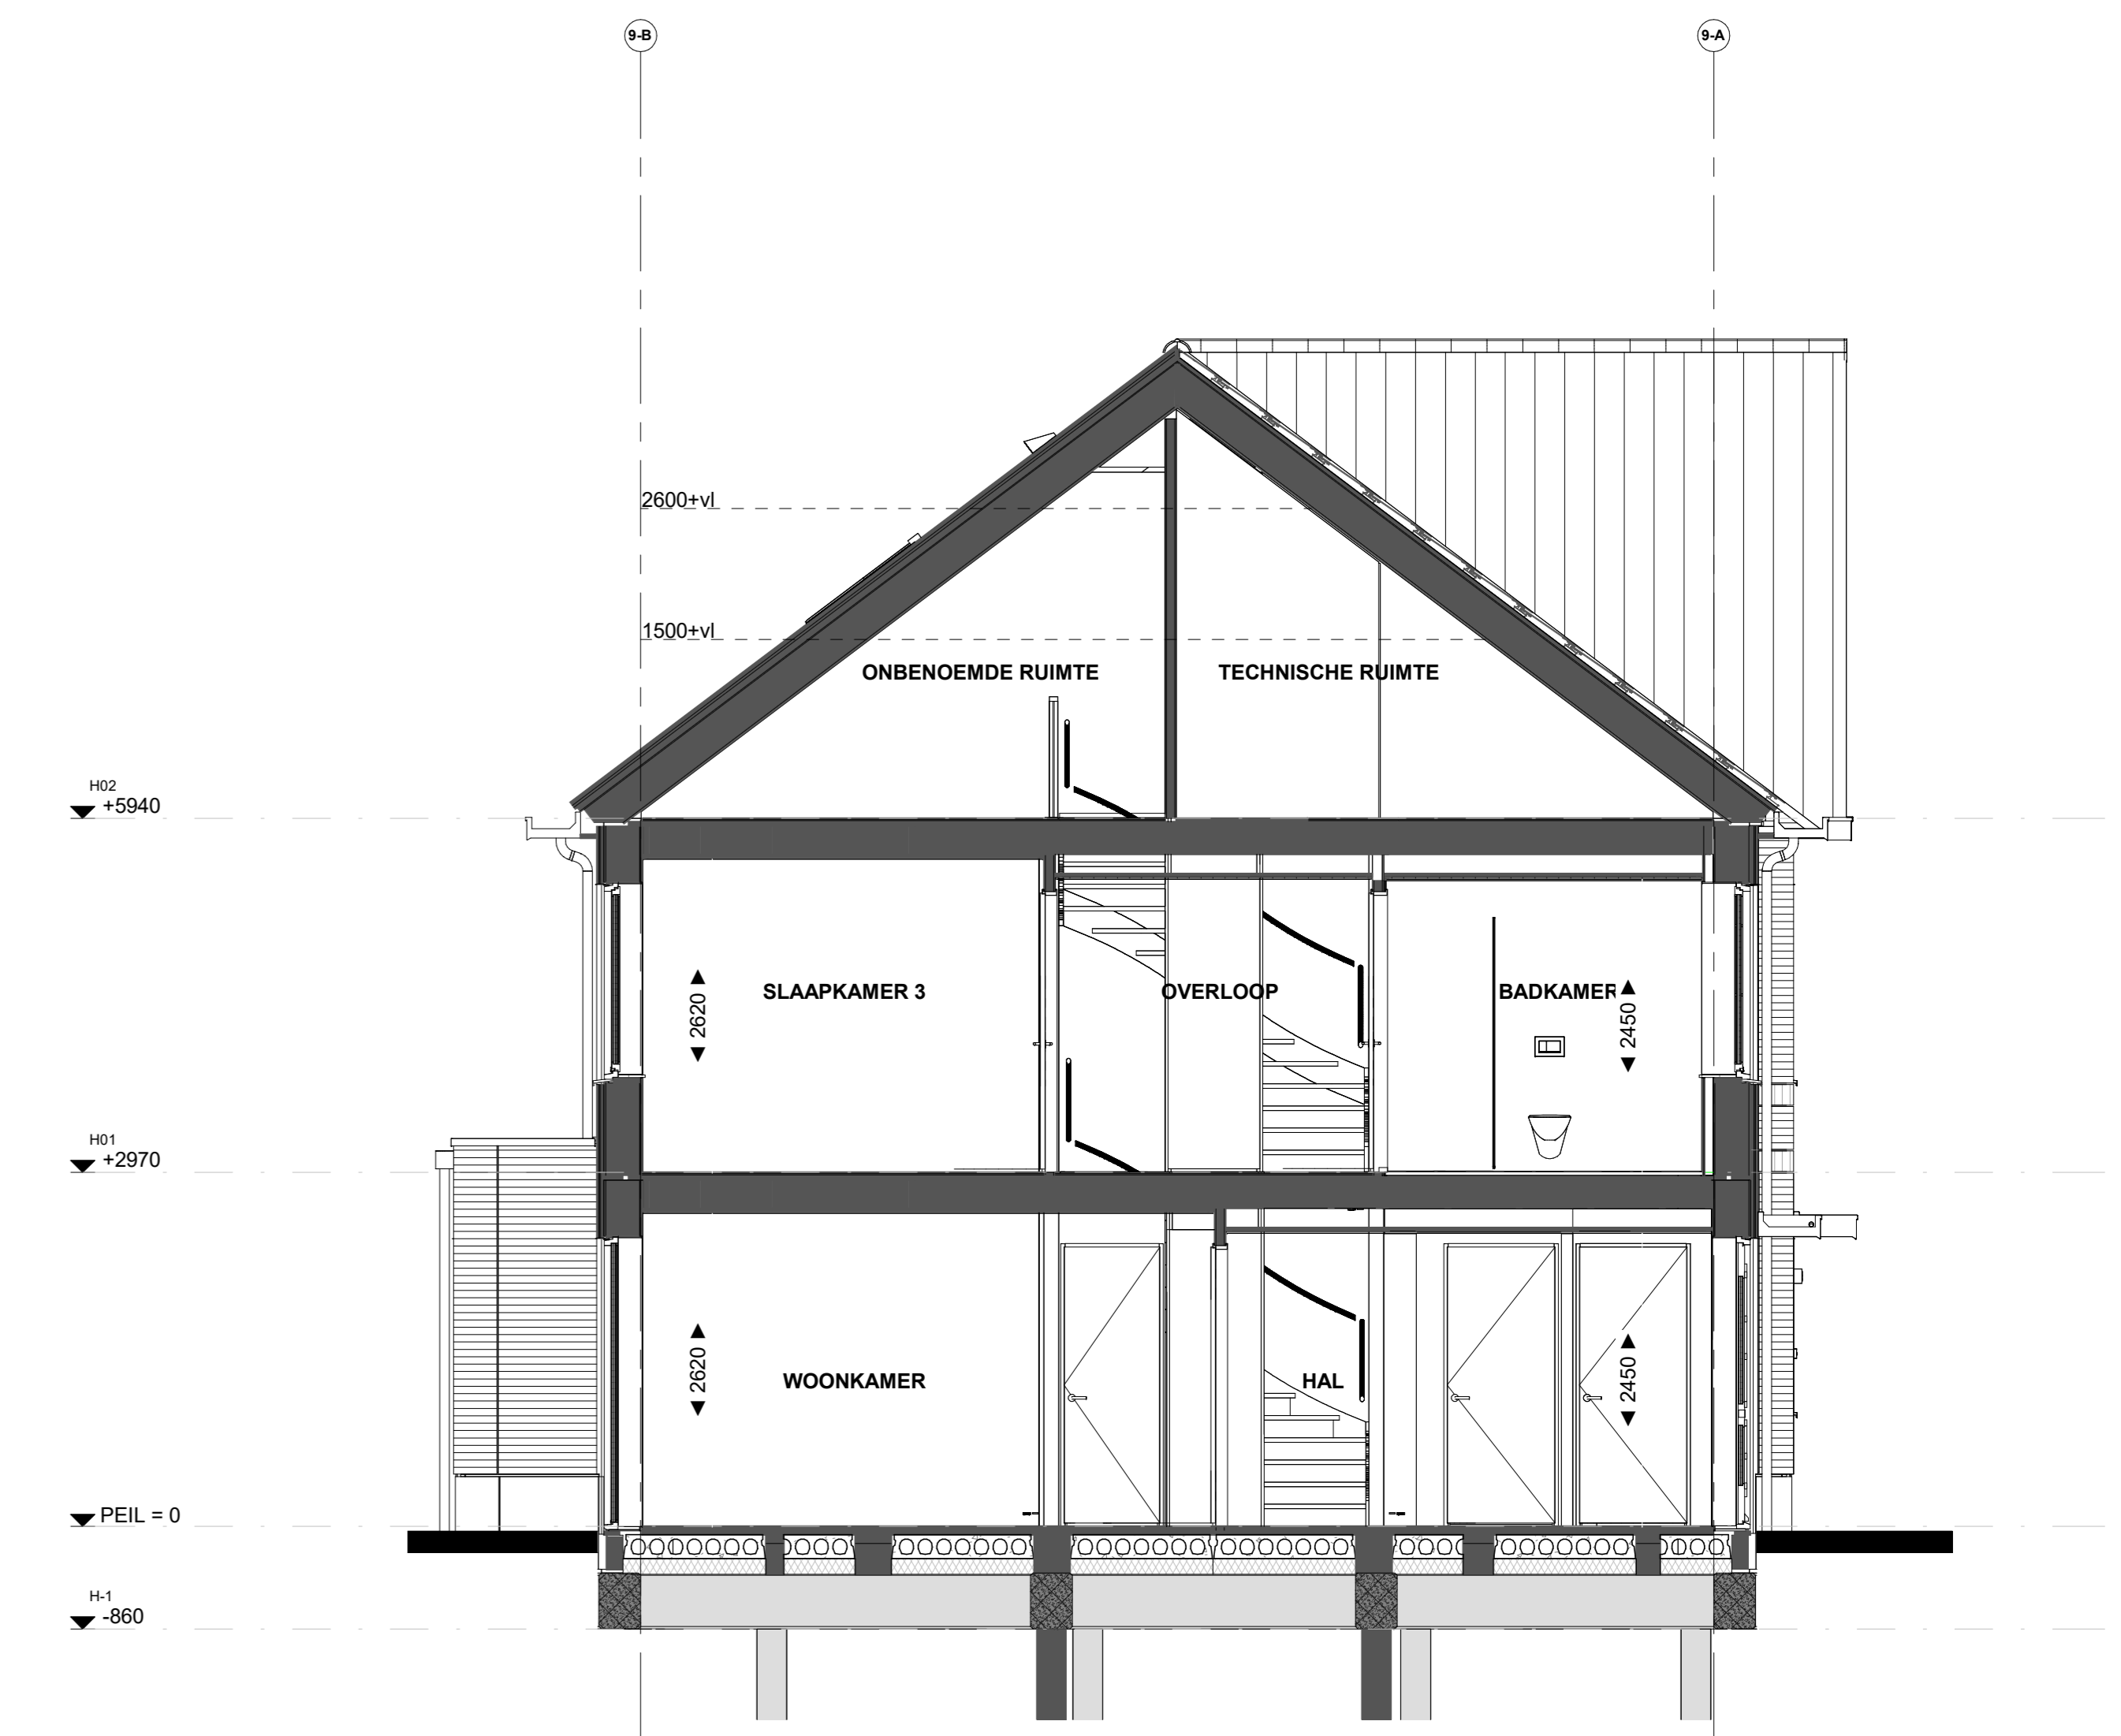 9-B
9-A
2600+vl
1500+vl
ONBENOEMDE RUIMTE
TECHNISCHE RUIMTE
H02
+5940
SLAAPKAMER 3
OVERLOOP
BADKAMER
2620
2450
H01
+2970
WOONKAMER
HAL
2620
2450
PEIL = 0
H-1
-860